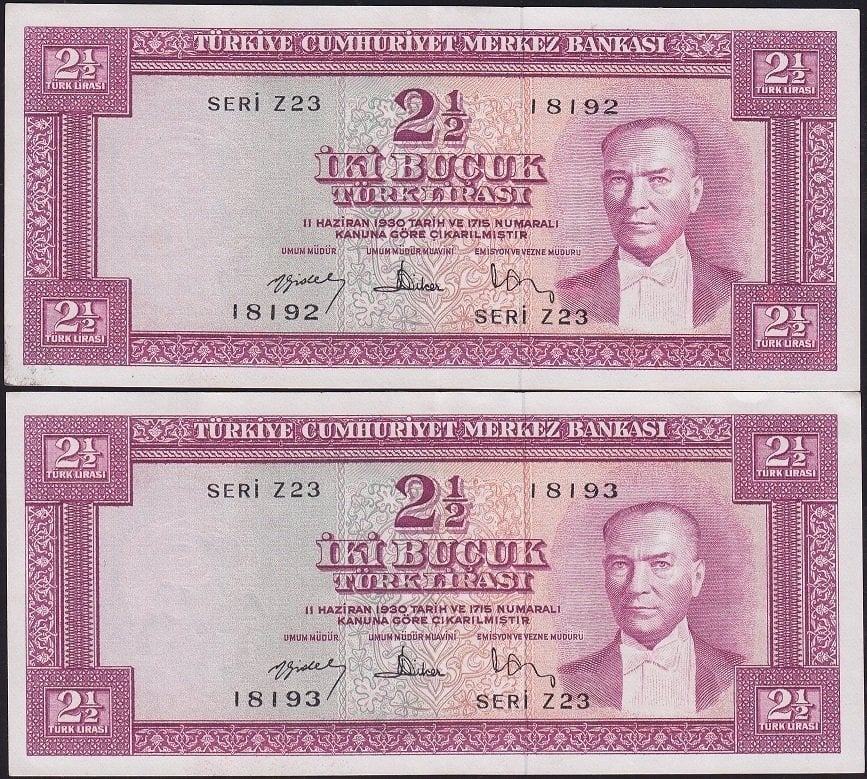 TÜRKİYE CUMHURİYET MERKEZ BANKASI
2½ 2½
TÜRK LİRASI TÜRK LİRASI
SERİ Z23 2½ 18192
İKİ BUÇUK
TÜRK LİRASI
11 HAZİRAN 1930 TARİH VE 1715 NUMARALI
KANUNA GÖRE ÇIKARILMIŞTIR
UMUM MÜDÜR UMUM MÜDÜR MUAVİNİ EMİSYON VE VEZNE MÜDÜRÜ
18192 SERİ Z23
2½ 2½
TÜRK LİRASI TÜRK LİRASI
TÜRKİYE CUMHURİYET MERKEZ BANKASI
2½ 2½
TÜRK LİRASI TÜRK LİRASI
SERİ Z23 2½ 18193
İKİ BUÇUK
TÜRK LİRASI
11 HAZİRAN 1930 TARİH VE 1715 NUMARALI
KANUNA GÖRE ÇIKARILMIŞTIR
UMUM MÜDÜR UMUM MÜDÜR MUAVİNİ EMİSYON VE VEZNE MÜDÜRÜ
18193 SERİ Z23
2½ 2½
TÜRK LİRASI TÜRK LİRASI